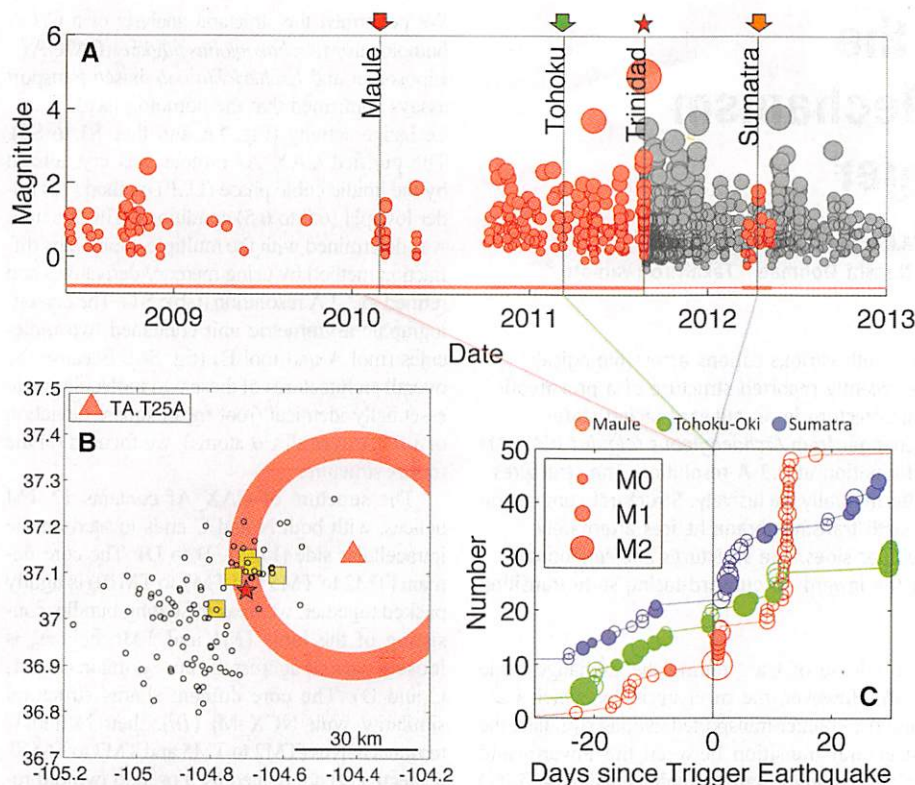 6
A
Maule
Tohoku
Trinidad
Sumatra
Magnitude
4
2
0
2009 2010 2011 2012 2013
Date
37.5
TA.T25A
37.4
B
37.3
37.2
37.1
37
36.9
36.8
30 km
36.7
-105.2 -105 -104.8 -104.6 -104.4 -104.2
Maule Tohoku-Oki Sumatra
50
M0
40
M1
30
M2
Number
20
10
0
C
-20 20
Days since Trigger Earthquake